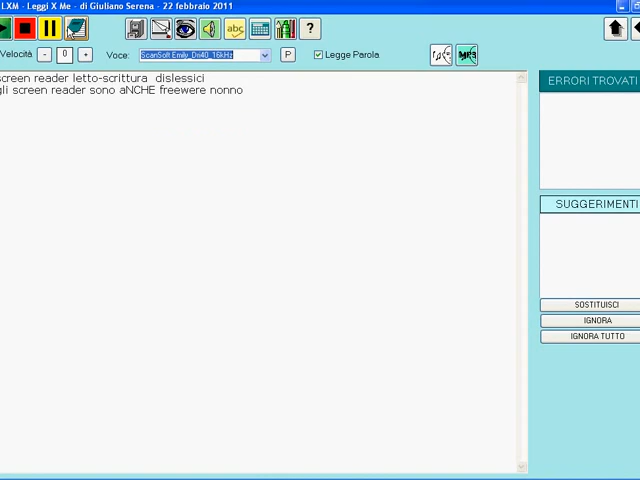 LXM - Leggi X Me - di Giuliano Serena - 22 febbraio 2011
abc
?
Velocità - 0 + Voce: ScanSoft Emily_Dri40_16kHz P Legge Parola MP3
screen reader letto-scrittura dislessici
gli screen reader sono aNCHE freewere nonno
ERRORI TROVATI
SUGGERIMENTI
SOSTITUISCI
IGNORA
IGNORA TUTTO